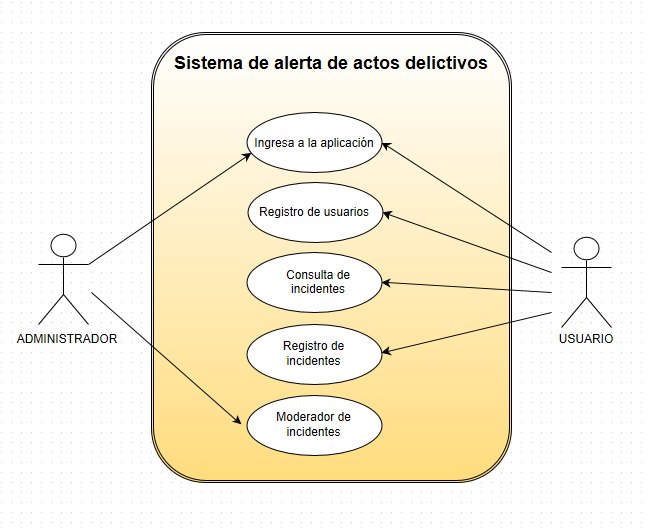 Sistema de alerta de actos delictivos
Ingresa a la aplicación
Registro de usuarios
Consulta de
incidentes
Registro de
incidentes
Moderador de
incidentes
ADMINISTRADOR
USUARIO